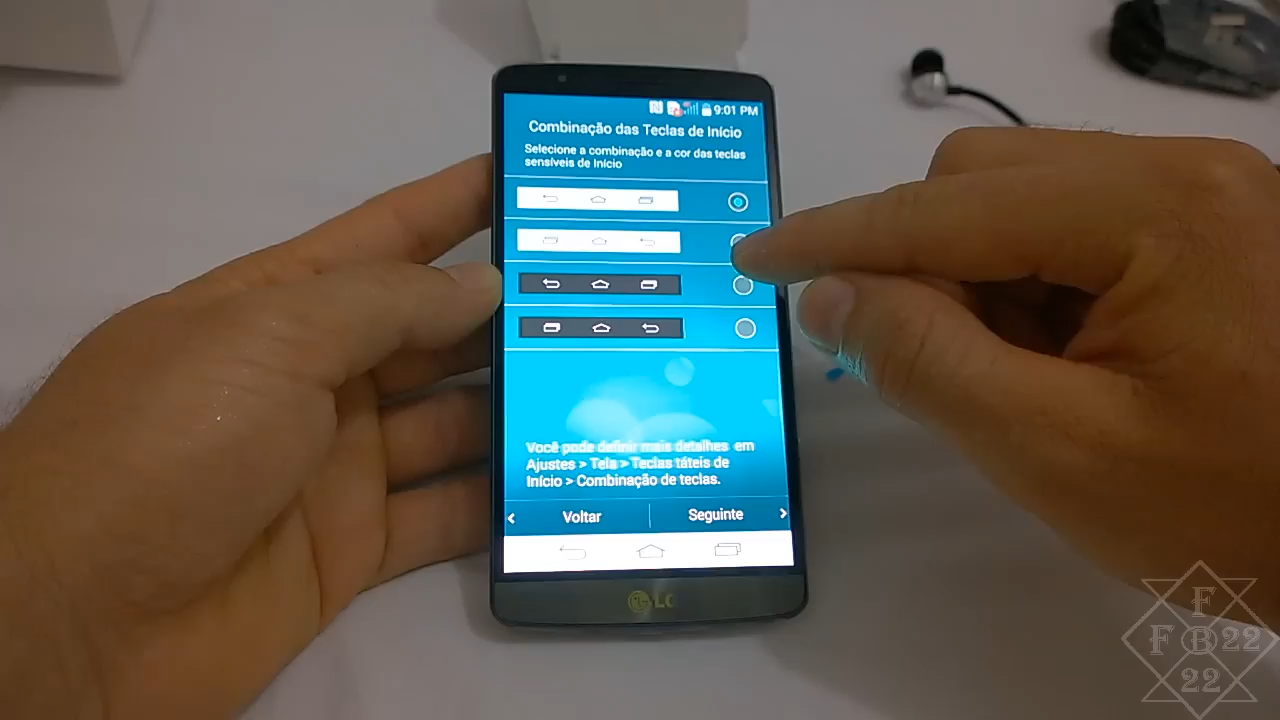 9:01 PM
Combinação das Teclas de Início
Selecione a combinação e a cor das teclas
sensíveis de Início
Você pode definir mais detalhes em
Ajustes > Tela > Teclas táteis de
Início > Combinação de teclas.
< Voltar Seguinte >
LG
F
F B 22
22